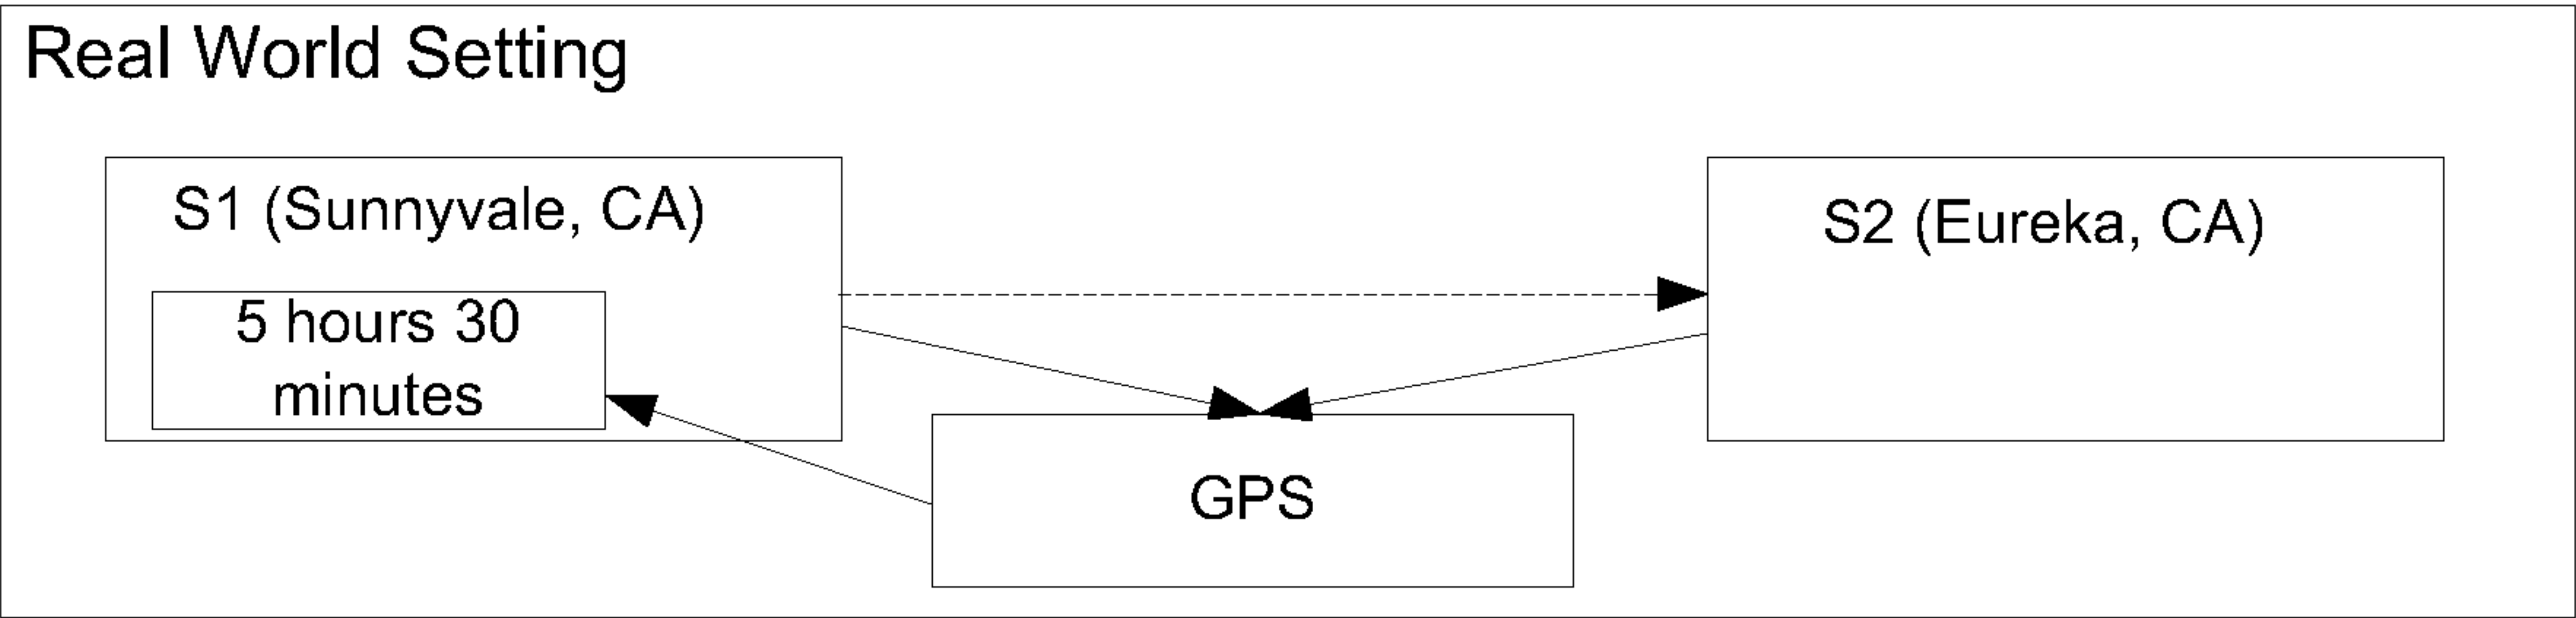 Real World Setting
S1 (Sunnyvale, CA)
S2 (Eureka, CA)
5 hours 30
minutes
GPS